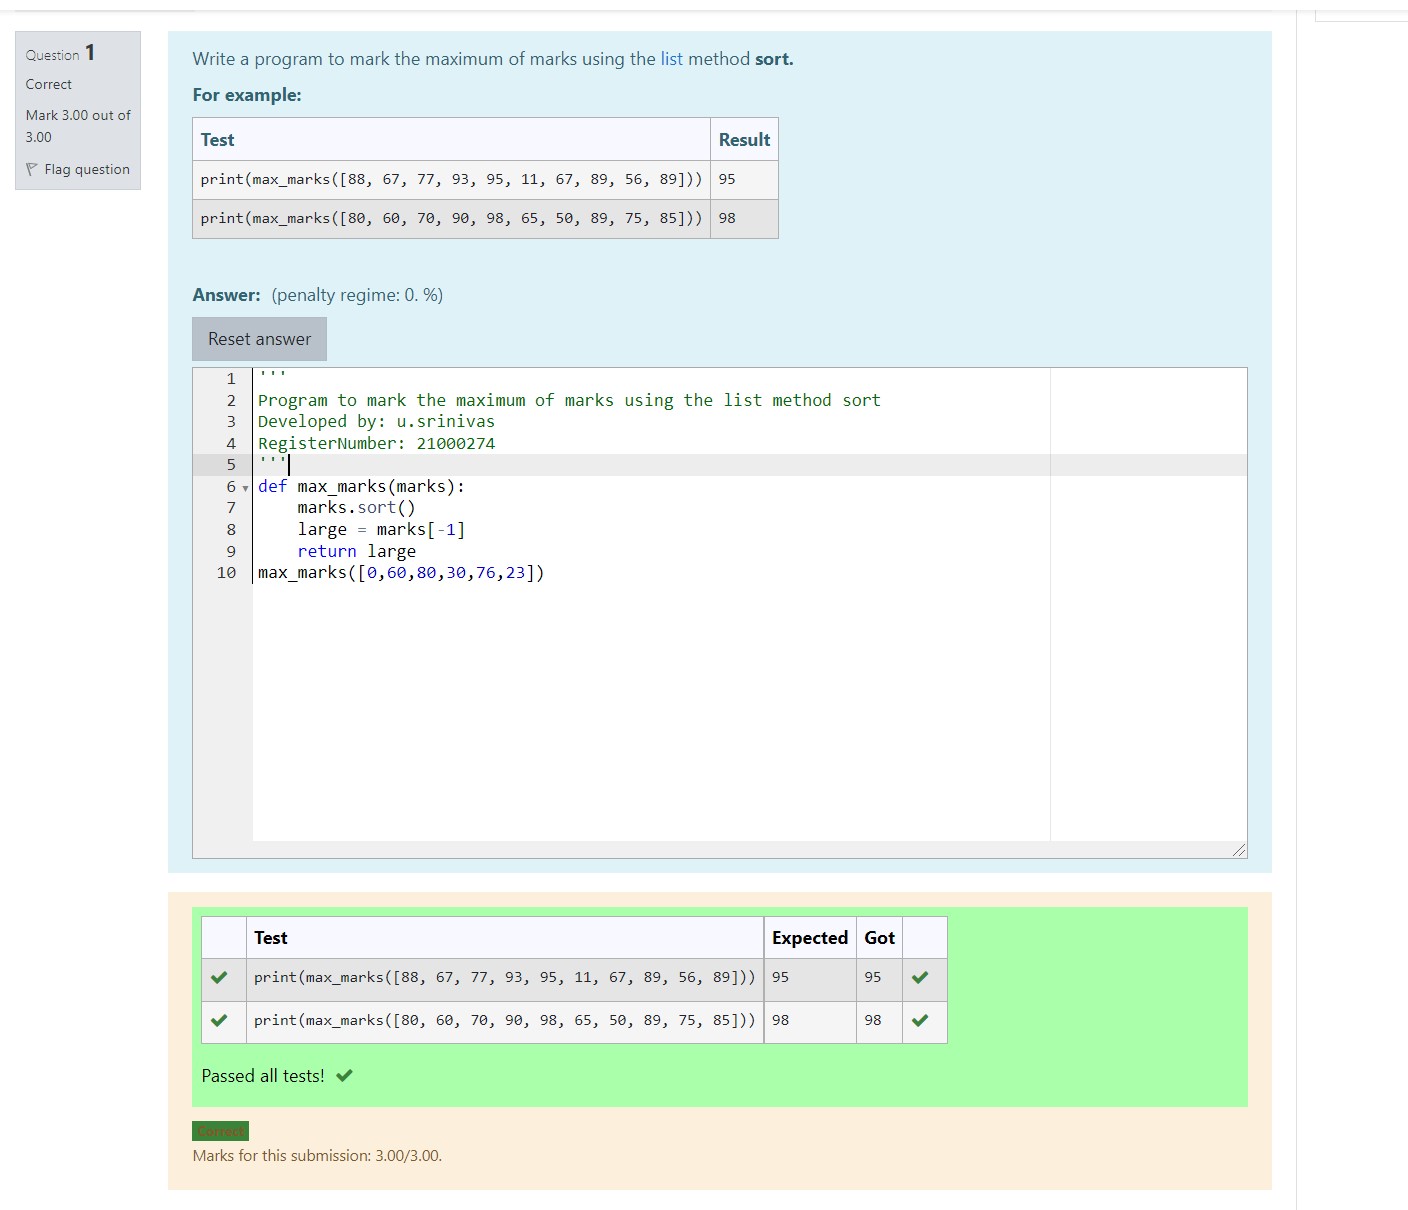 Question 1
Correct
Mark 3.00 out of
3.00
Flag question
Write a program to mark the maximum of marks using the list method sort.
For example:
Test Result
print(max_marks([88, 67, 77, 93, 95, 11, 67, 89, 56, 89])) 95
print(max_marks([80, 60, 70, 90, 98, 65, 50, 89, 75, 85])) 98
Answer: (penalty regime: 0. %)
Reset answer
1 '''
2 Program to mark the maximum of marks using the list method sort
3 Developed by: u.srinivas
4 RegisterNumber: 21000274
5 '''
6 def max_marks(marks):
7     marks.sort()
8     large = marks[-1]
9     return large
10 max_marks([0,60,80,30,76,23])
Test Expected Got
print(max_marks([88, 67, 77, 93, 95, 11, 67, 89, 56, 89])) 95 95
print(max_marks([80, 60, 70, 90, 98, 65, 50, 89, 75, 85])) 98 98
Passed all tests!
Correct
Marks for this submission: 3.00/3.00.